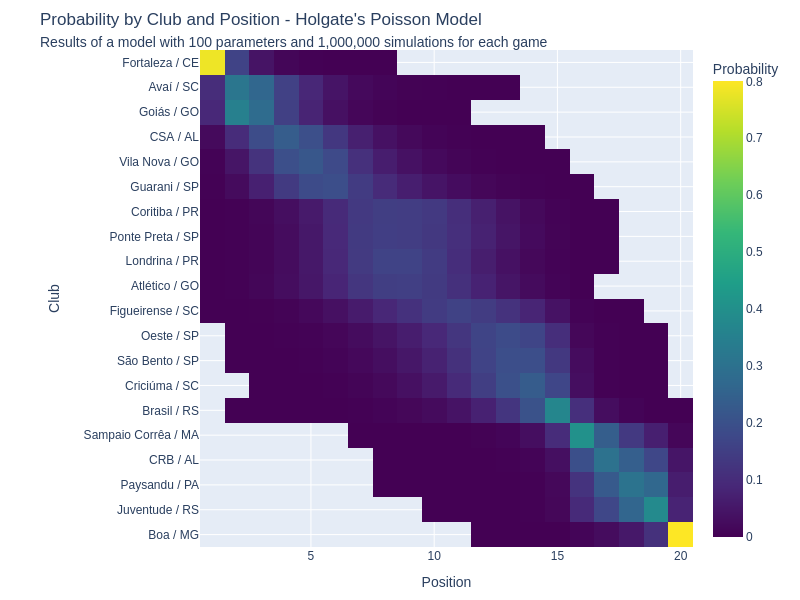 Probability by Club and Position - Holgate's Poisson Model
Results of a model with 100 parameters and 1,000,000 simulations for each game
Probability
Fortaleza / CE
Avaí / SC
Goiás / GO
CSA / AL
Vila Nova / GO
Guarani / SP
Coritiba / PR
Ponte Preta / SP
Londrina / PR
Atlético / GO
Figueirense / SC
Oeste / SP
São Bento / SP
Criciúma / SC
Brasil / RS
Sampaio Corrêa / MA
CRB / AL
Paysandu / PA
Juventude / RS
Boa / MG
Club
5
10
15
20
Position
0.8
0.7
0.6
0.5
0.4
0.3
0.2
0.1
0